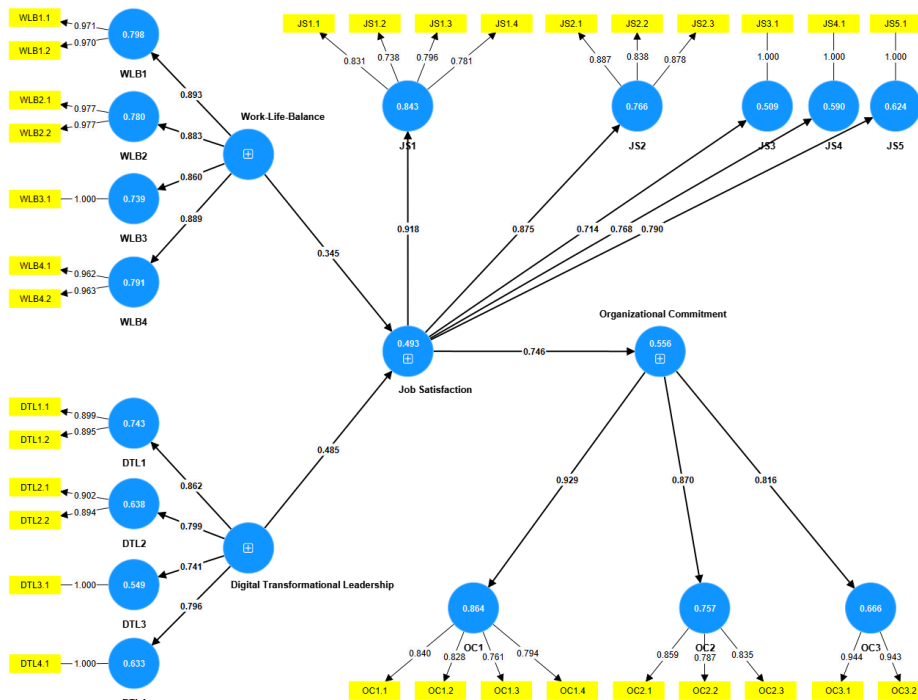 WLB1.1
0.971
WLB1.2
0.970
0.798
WLB1
WLB2.1
0.977
WLB2.2
0.977
0.780
WLB2
WLB3.1
1.000
0.739
WLB3
WLB4.1
0.962
WLB4.2
0.963
0.791
WLB4
0.893
0.883
0.860
0.889
Work-Life-Balance
0.345
JS1.1 JS1.2 JS1.3 JS1.4
0.831 0.738 0.796 0.781
0.843
JS1
JS2.1 JS2.2 JS2.3
0.887 0.838 0.878
0.766
JS2
JS3.1 JS4.1 JS5.1
1.000 1.000 1.000
0.509 0.590 0.624
JS3 JS4 JS5
0.918 0.875 0.714 0.768 0.790
0.493
Job Satisfaction
0.746
Organizational Commitment
0.556
DTL1.1
0.899
DTL1.2
0.895
0.743
DTL1
DTL2.1
0.902
DTL2.2
0.894
0.638
DTL2
DTL3.1
1.000
0.549
DTL3
DTL4.1
1.000
0.633
0.862
0.799
0.741
0.796
0.485
Digital Transformational Leadership
0.929 0.870 0.816
0.864
OC1
0.840 0.828 0.761 0.794
OC1.1 OC1.2 OC1.3 OC1.4
0.757
OC2
0.859 0.787 0.835
OC2.1 OC2.2 OC2.3
0.666
OC3
0.944 0.943
OC3.1 OC3.2